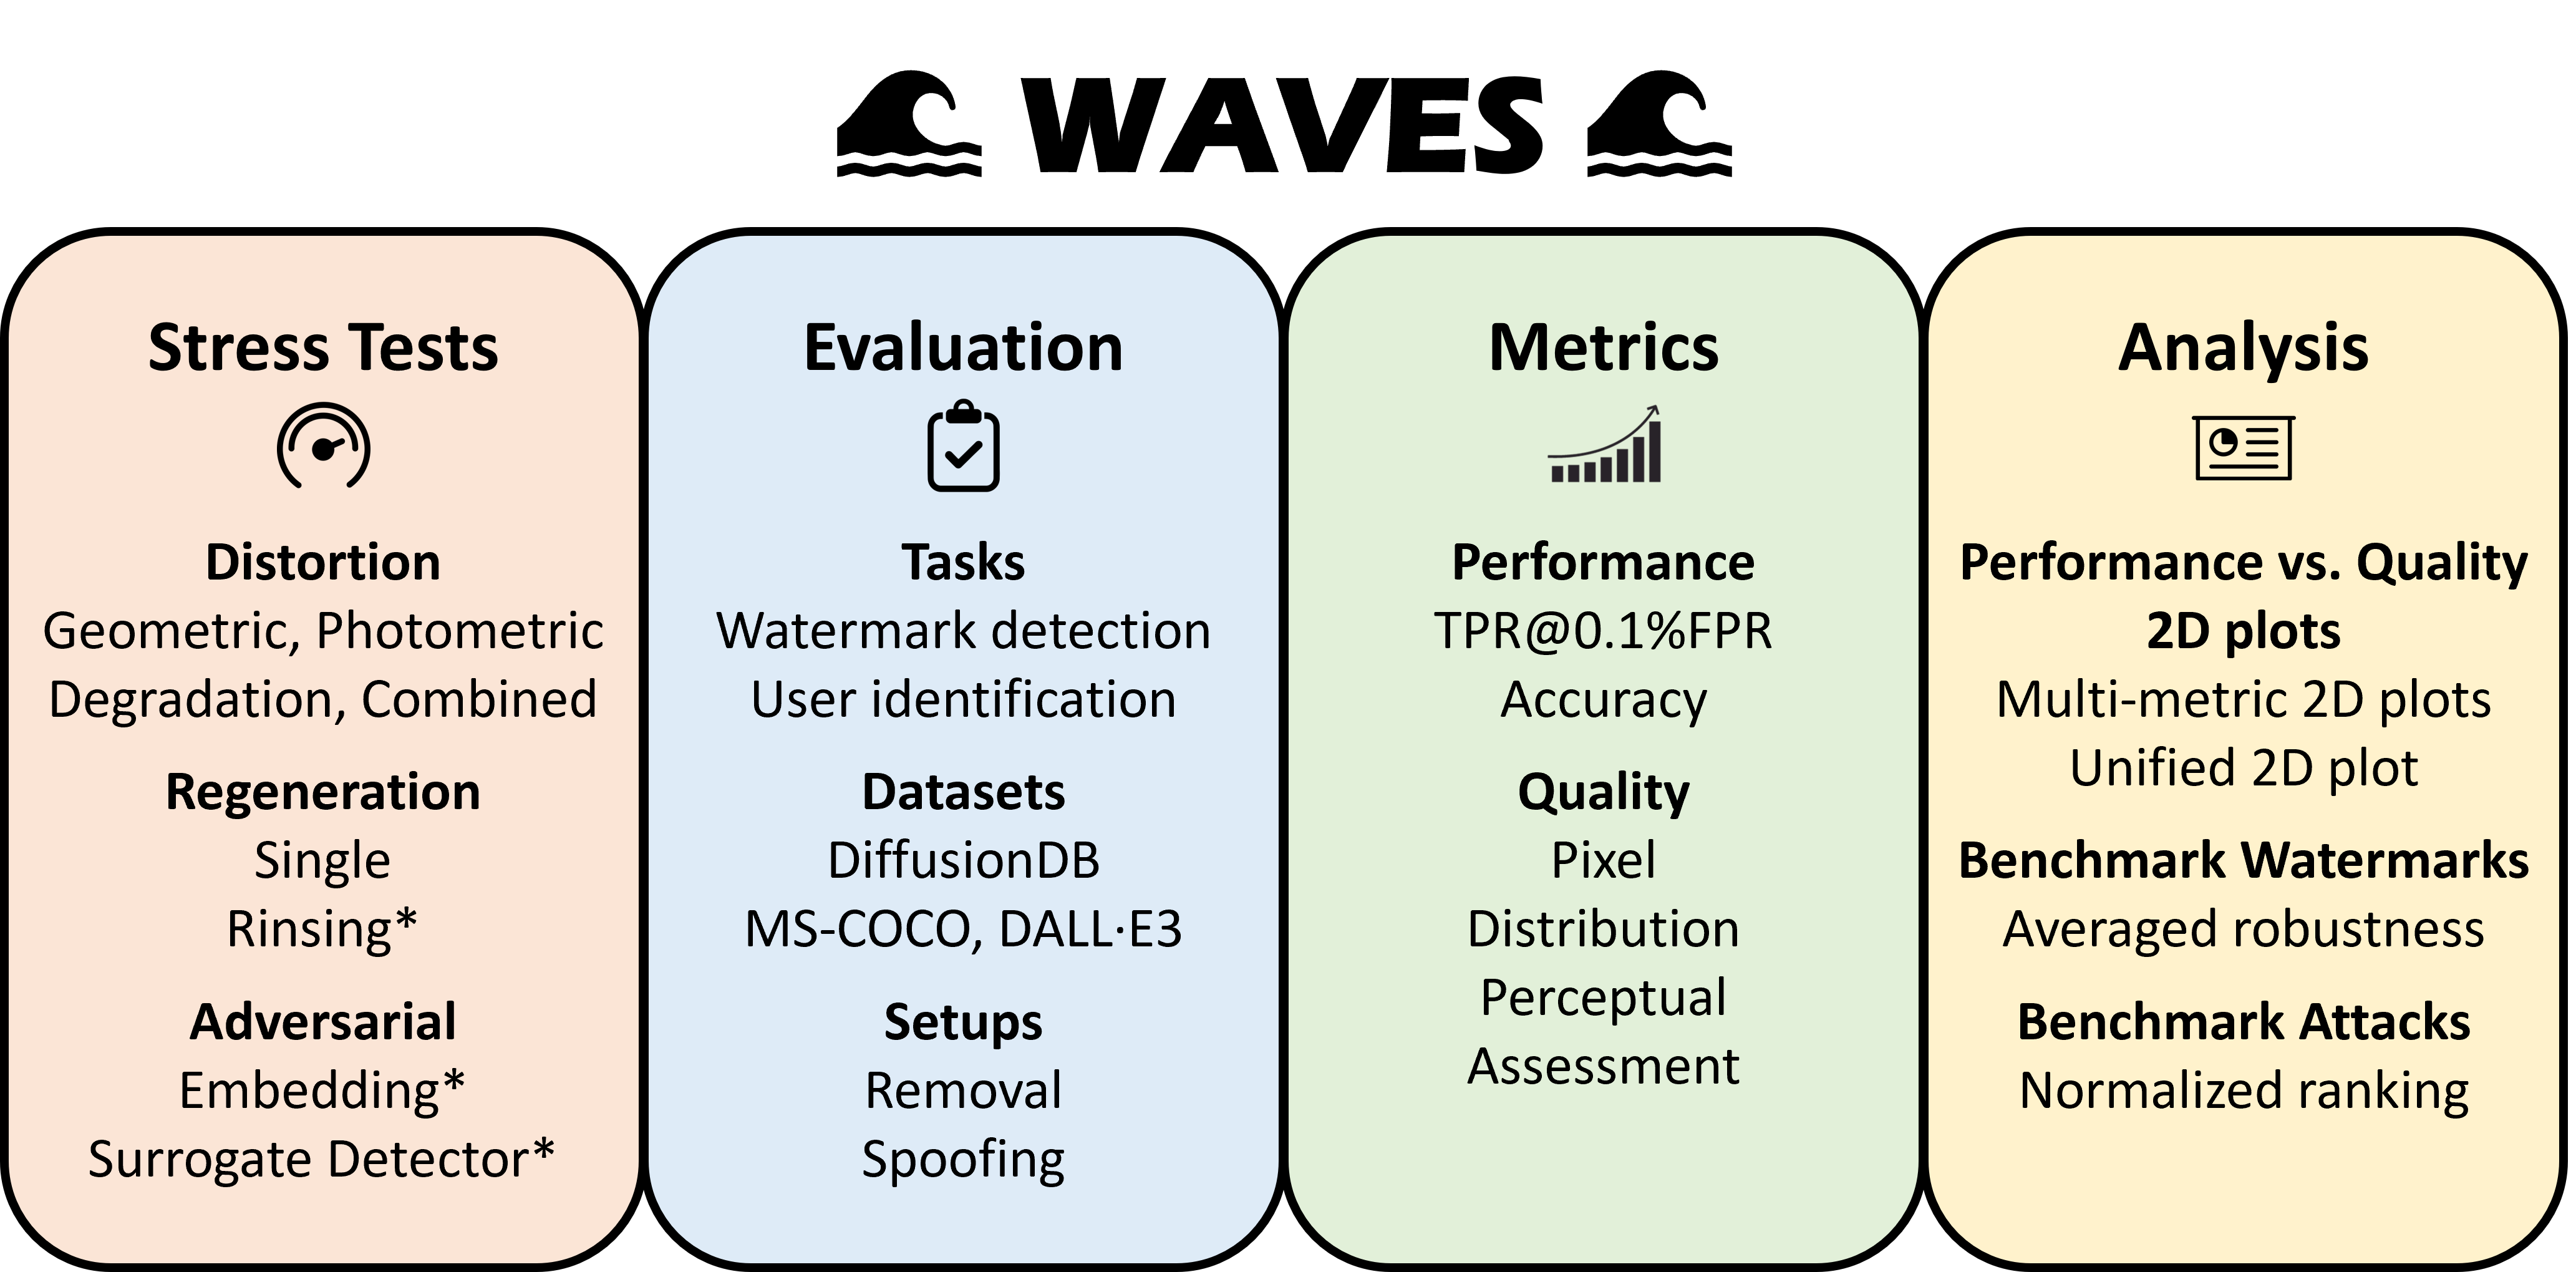 WAVES
Stress Tests
Distortion
Geometric, Photometric
Degradation, Combined
Regeneration
Single
Rinsing*
Adversarial
Embedding*
Surrogate Detector*
Evaluation
Tasks
Watermark detection
User identification
Datasets
DiffusionDB
MS-COCO, DALL·E3
Setups
Removal
Spoofing
Metrics
Performance
TPR@0.1%FPR
Accuracy
Quality
Pixel
Distribution
Perceptual
Assessment
Analysis
Performance vs. Quality
2D plots
Multi-metric 2D plots
Unified 2D plot
Benchmark Watermarks
Averaged robustness
Benchmark Attacks
Normalized ranking